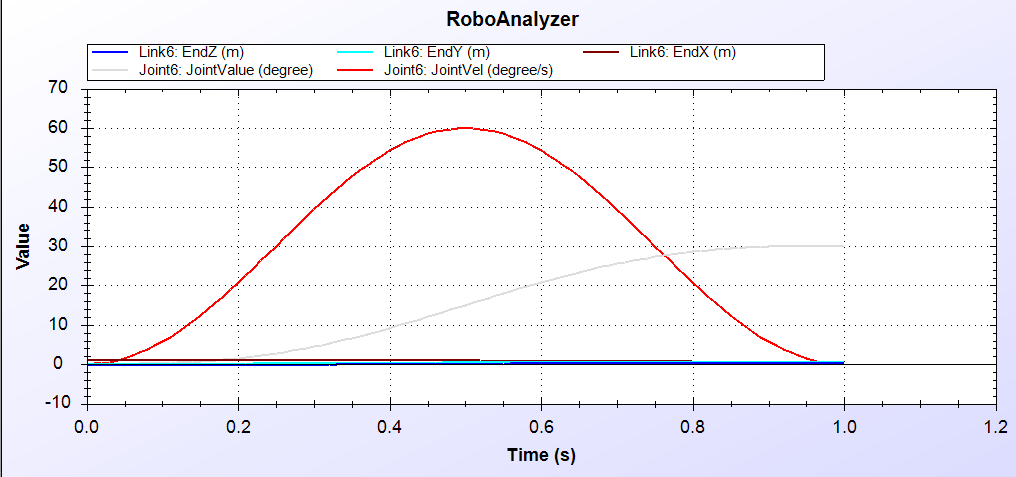 RoboAnalyzer
Link6: EndZ (m) Link6: EndY (m) Link6: EndX (m)
Joint6: JointValue (degree) Joint6: JointVel (degree/s)
70
60
50
40
30
20
10
0
-10
Value
0.0 0.2 0.4 0.6 0.8 1.0 1.2
Time (s)